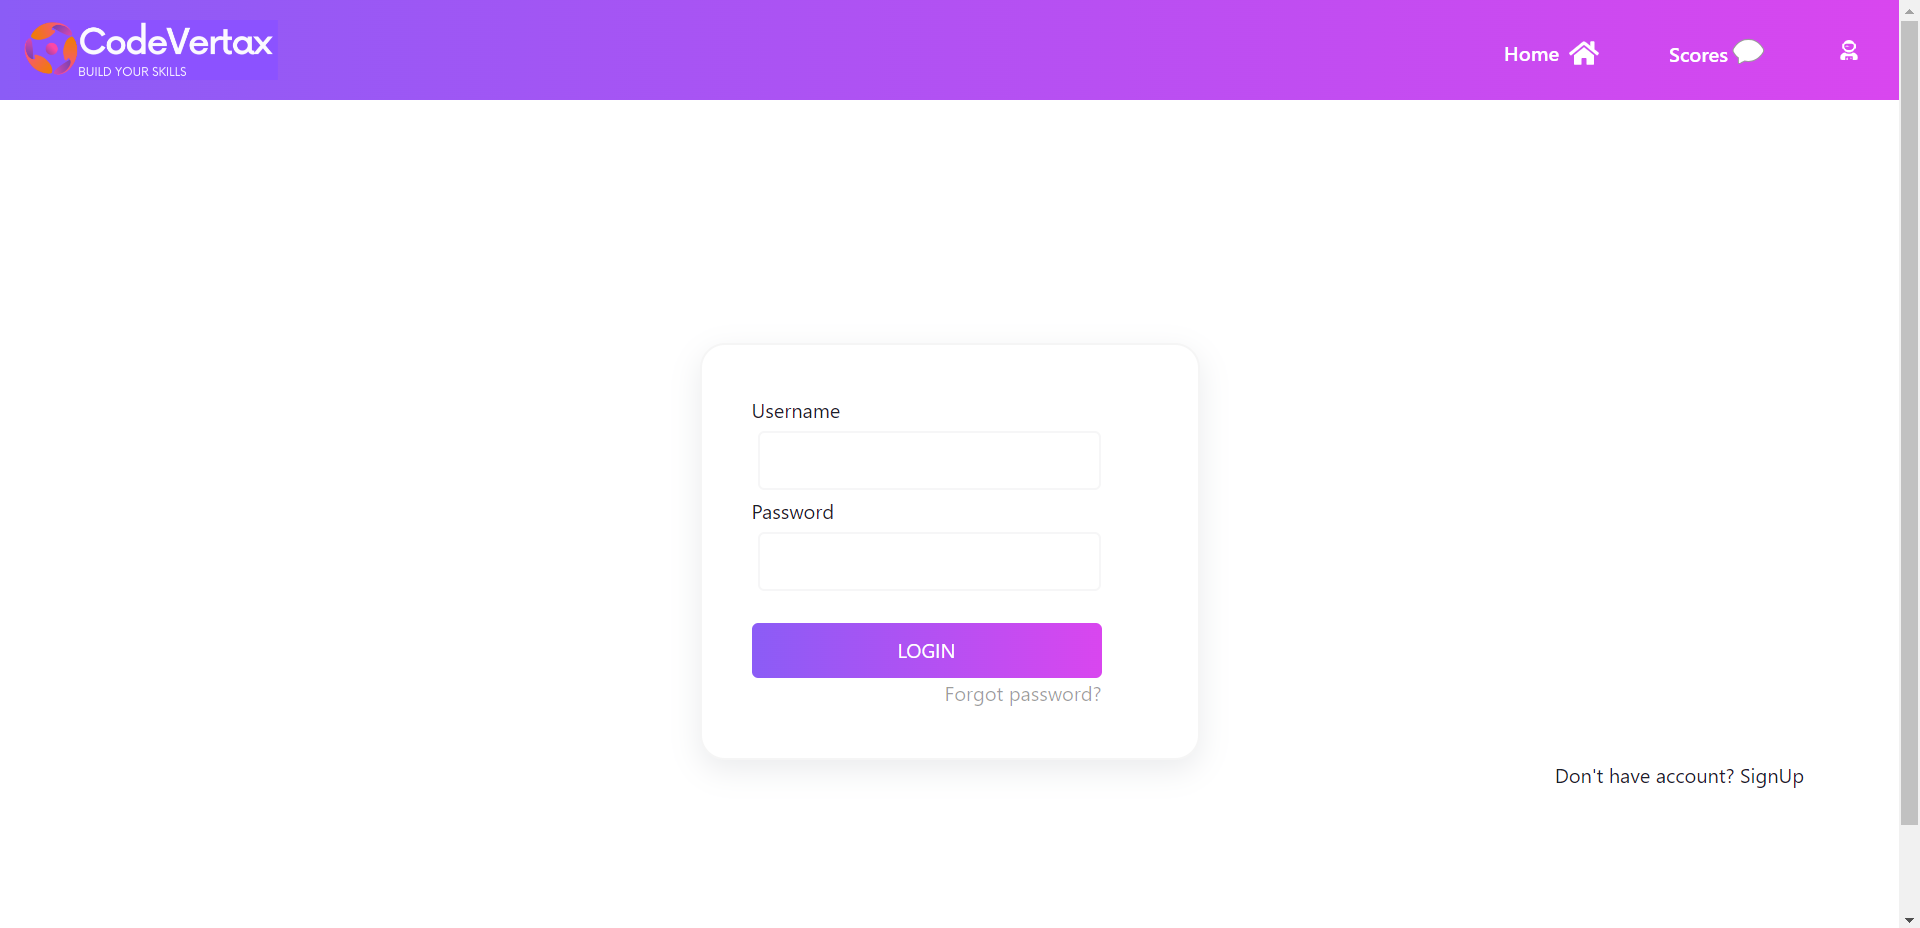 CodeVertax
BUILD YOUR SKILLS
Home
Scores
Username
Password
LOGIN
Forgot password?
Don't have account? SignUp